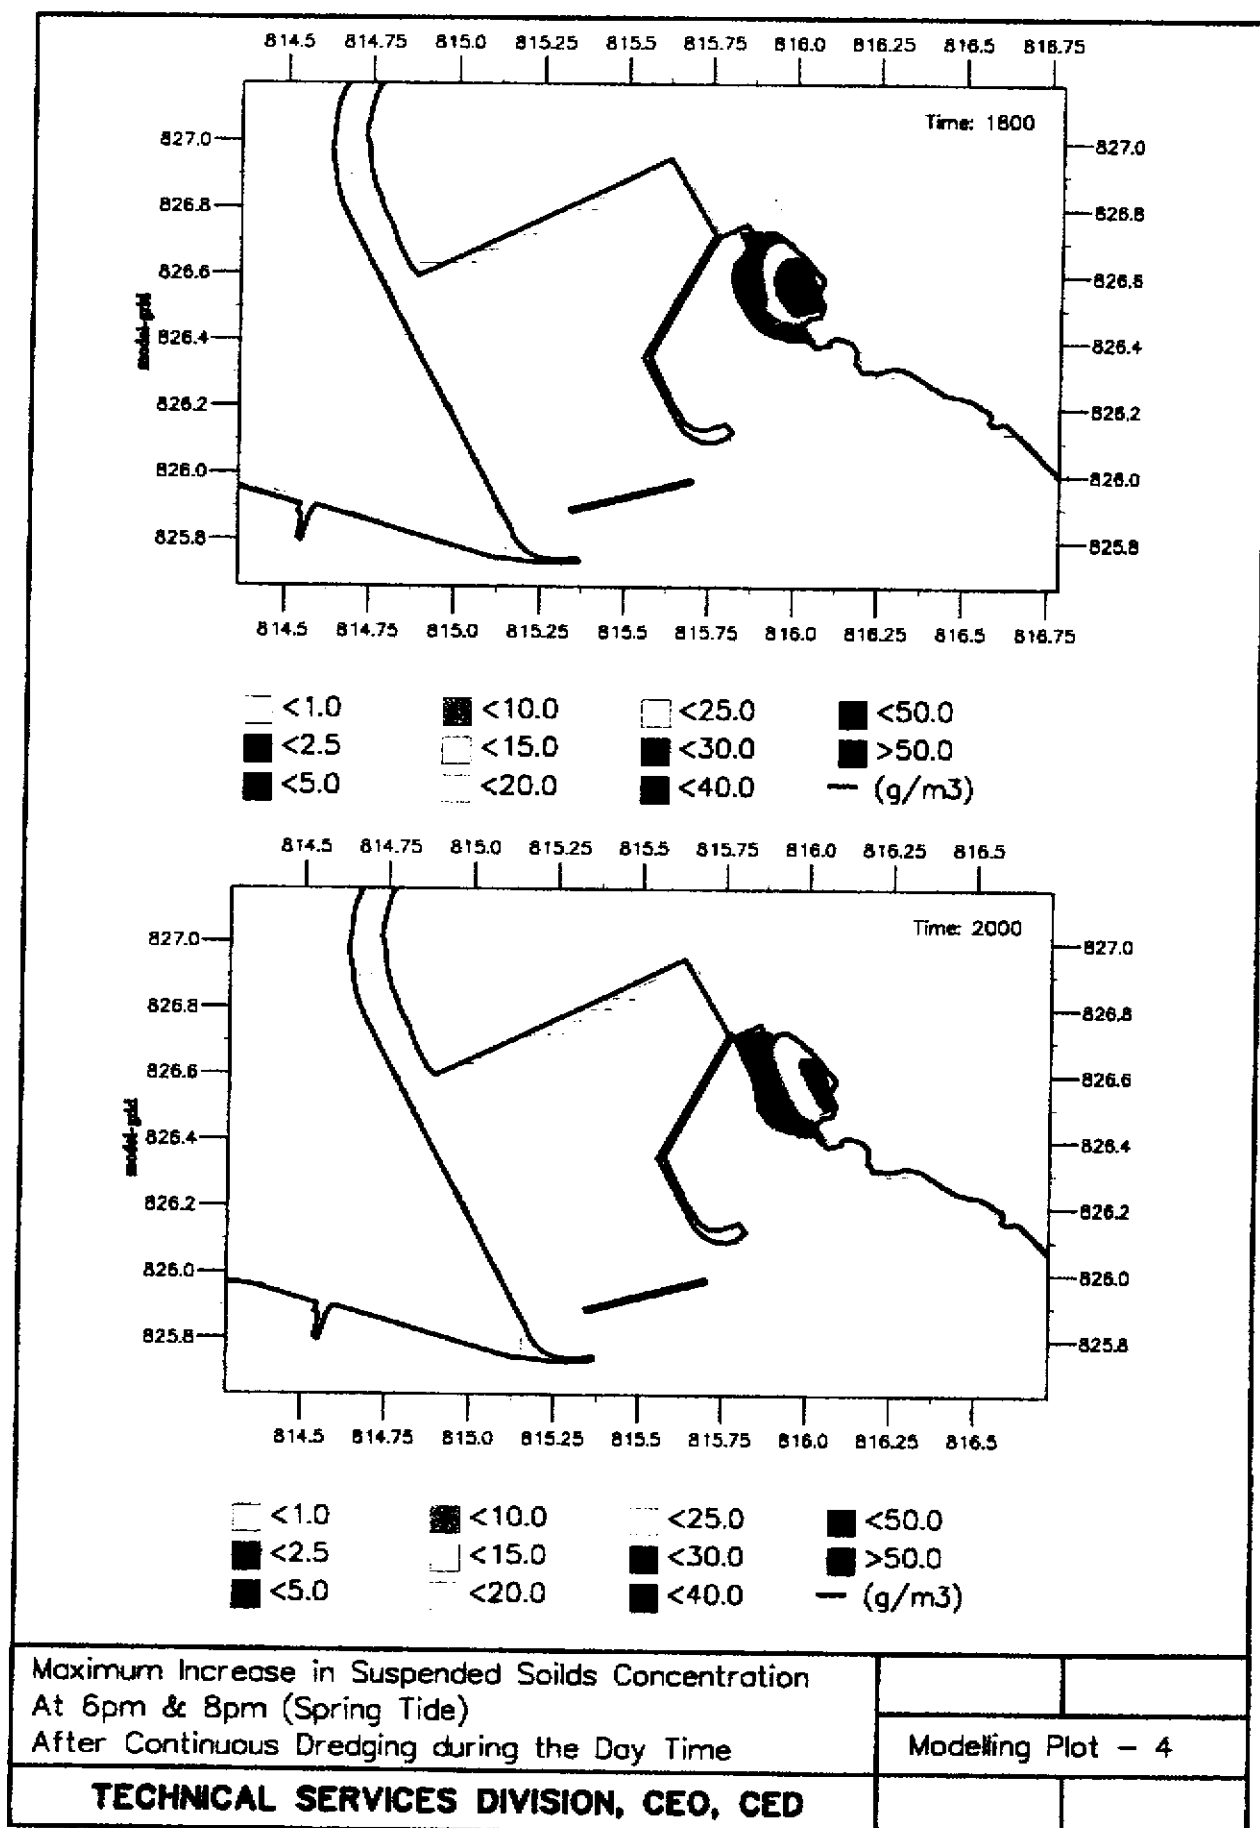 814.5 814.75 815.0 815.25 815.5 815.75 816.0 816.25 816.5 816.75
Time: 1800
827.0 827.0
826.8 826.8
826.6 826.6
model-grid
826.4 826.4
826.2 826.2
826.0 826.0
825.8 825.8
814.5 814.75 815.0 815.25 815.5 815.75 816.0 816.25 816.5 816.75
<1.0 <10.0 <25.0 <50.0
<2.5 <15.0 <30.0 >50.0
<5.0 <20.0 <40.0 (g/m3)
814.5 814.75 815.0 815.25 815.5 815.75 816.0 816.25 816.5
Time: 2000
827.0 827.0
826.8 826.8
826.6 826.6
model-grid
826.4 826.4
826.2 826.2
826.0 826.0
825.8 825.8
814.5 814.75 815.0 815.25 815.5 815.75 816.0 816.25 816.5
<1.0 <10.0 <25.0 <50.0
<2.5 <15.0 <30.0 >50.0
<5.0 <20.0 <40.0 (g/m3)
Maximum Increase in Suspended Soilds Concentration
At 6pm & 8pm (Spring Tide)
After Continuous Dredging during the Day Time
Modelling Plot - 4
TECHNICAL SERVICES DIVISION, CEO, CED